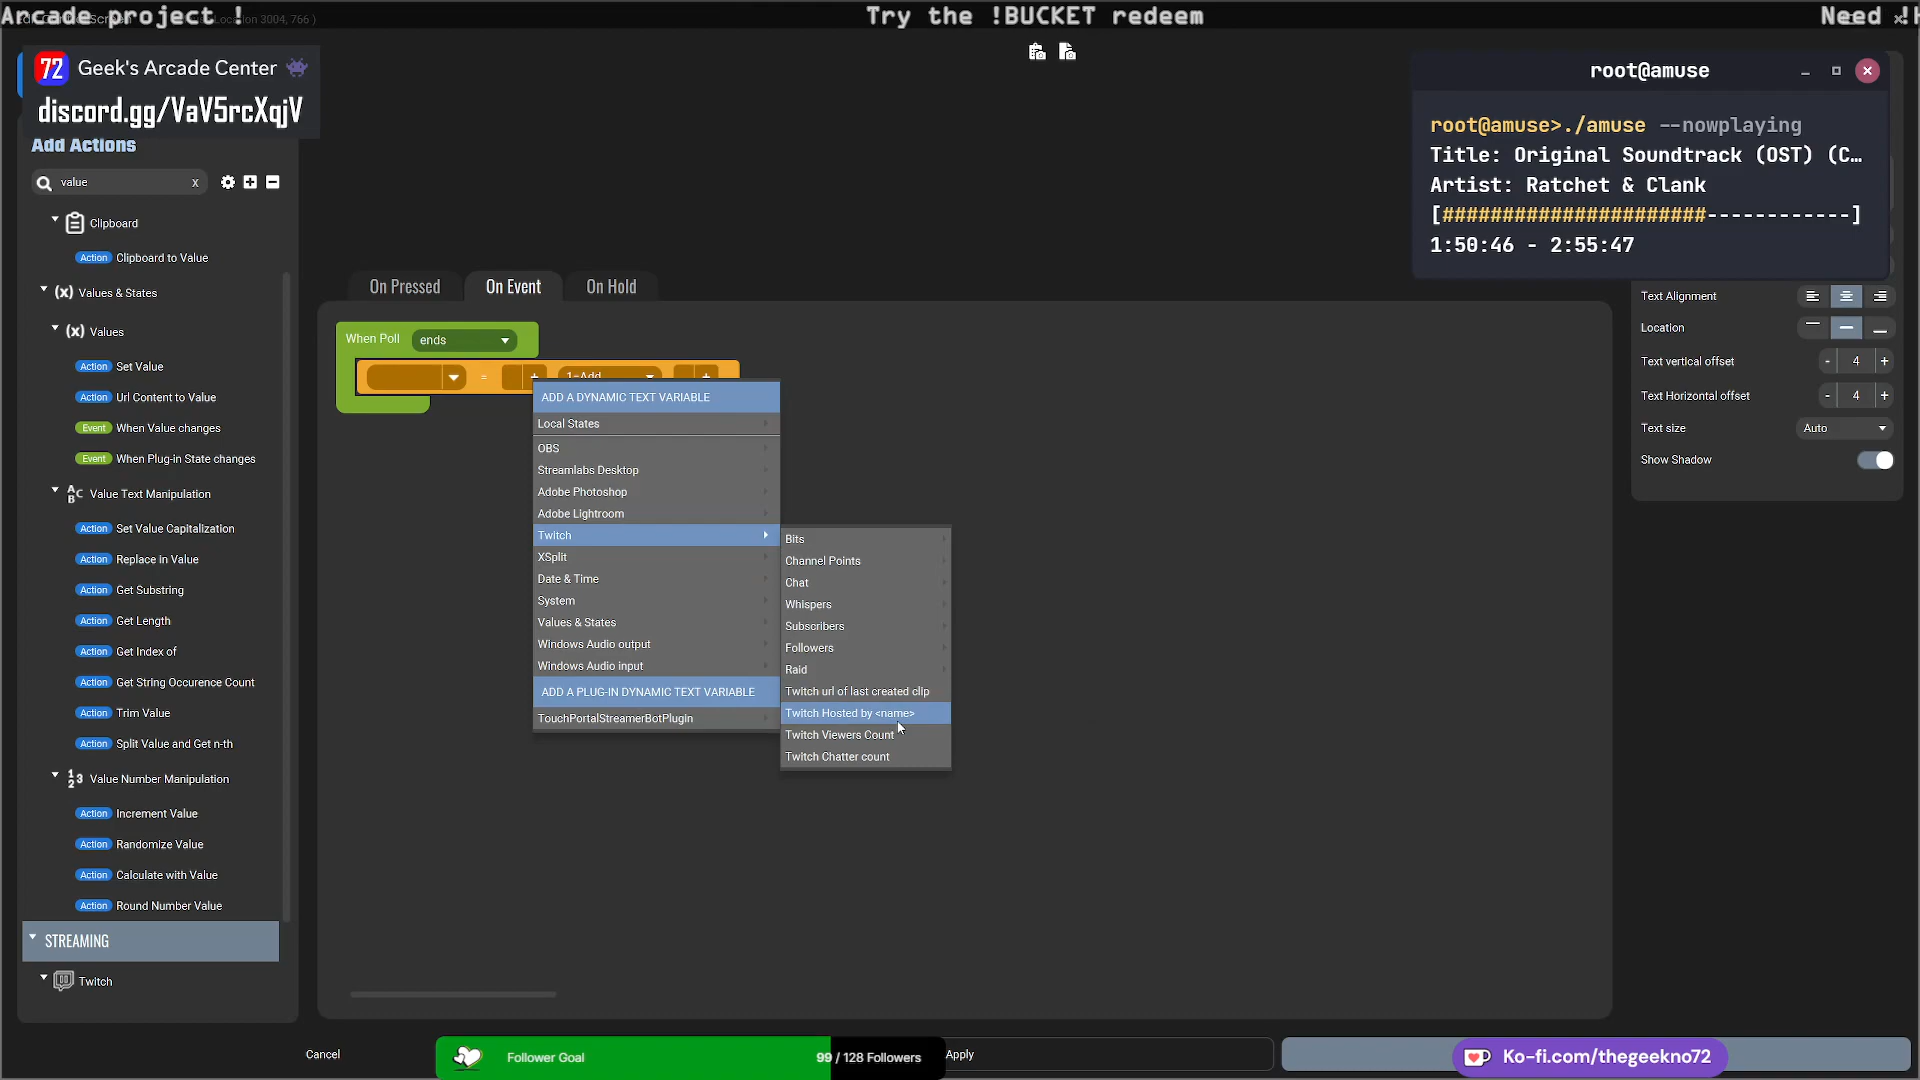 Arcade project !
Try the !BUCKET redeem
Need !
72 Geek's Arcade Center
discord.gg/VaV5rcXqjV
root@amuse
root@amuse>./amuse --nowplaying
Title: Original Soundtrack (OST) (C…
Artist: Ratchet & Clank
[######################------------]
1:50:46 - 2:55:47
Add Actions
value
x
Clipboard
Action Clipboard to Value
(x) Values & States
(x) Values
Action Set Value
Action Url Content to Value
Event When Value changes
Event When Plug-in State changes
Value Text Manipulation
Action Set Value Capitalization
Action Replace in Value
Action Get Substring
Action Get Length
Action Get Index of
Action Get String Occurence Count
Action Trim Value
Action Split Value and Get n-th
Value Number Manipulation
Action Increment Value
Action Randomize Value
Action Calculate with Value
Action Round Number Value
STREAMING
Twitch
On Pressed
On Event
On Hold
When Poll ends
= + 1=Add +
ADD A DYNAMIC TEXT VARIABLE
Local States
OBS
Streamlabs Desktop
Adobe Photoshop
Adobe Lightroom
Twitch
XSplit
Date & Time
System
Values & States
Windows Audio output
Windows Audio input
ADD A PLUG-IN DYNAMIC TEXT VARIABLE
TouchPortalStreamerBotPlugin
Bits
Channel Points
Chat
Whispers
Subscribers
Followers
Raid
Twitch url of last created clip
Twitch Hosted by <name>
Twitch Viewers Count
Twitch Chatter count
Text Alignment
Location
Text vertical offset - 4 +
Text Horizontal offset - 4 +
Text size Auto
Show Shadow
Cancel
Follower Goal 99 / 128 Followers
Apply
Ko-fi.com/thegeekno72